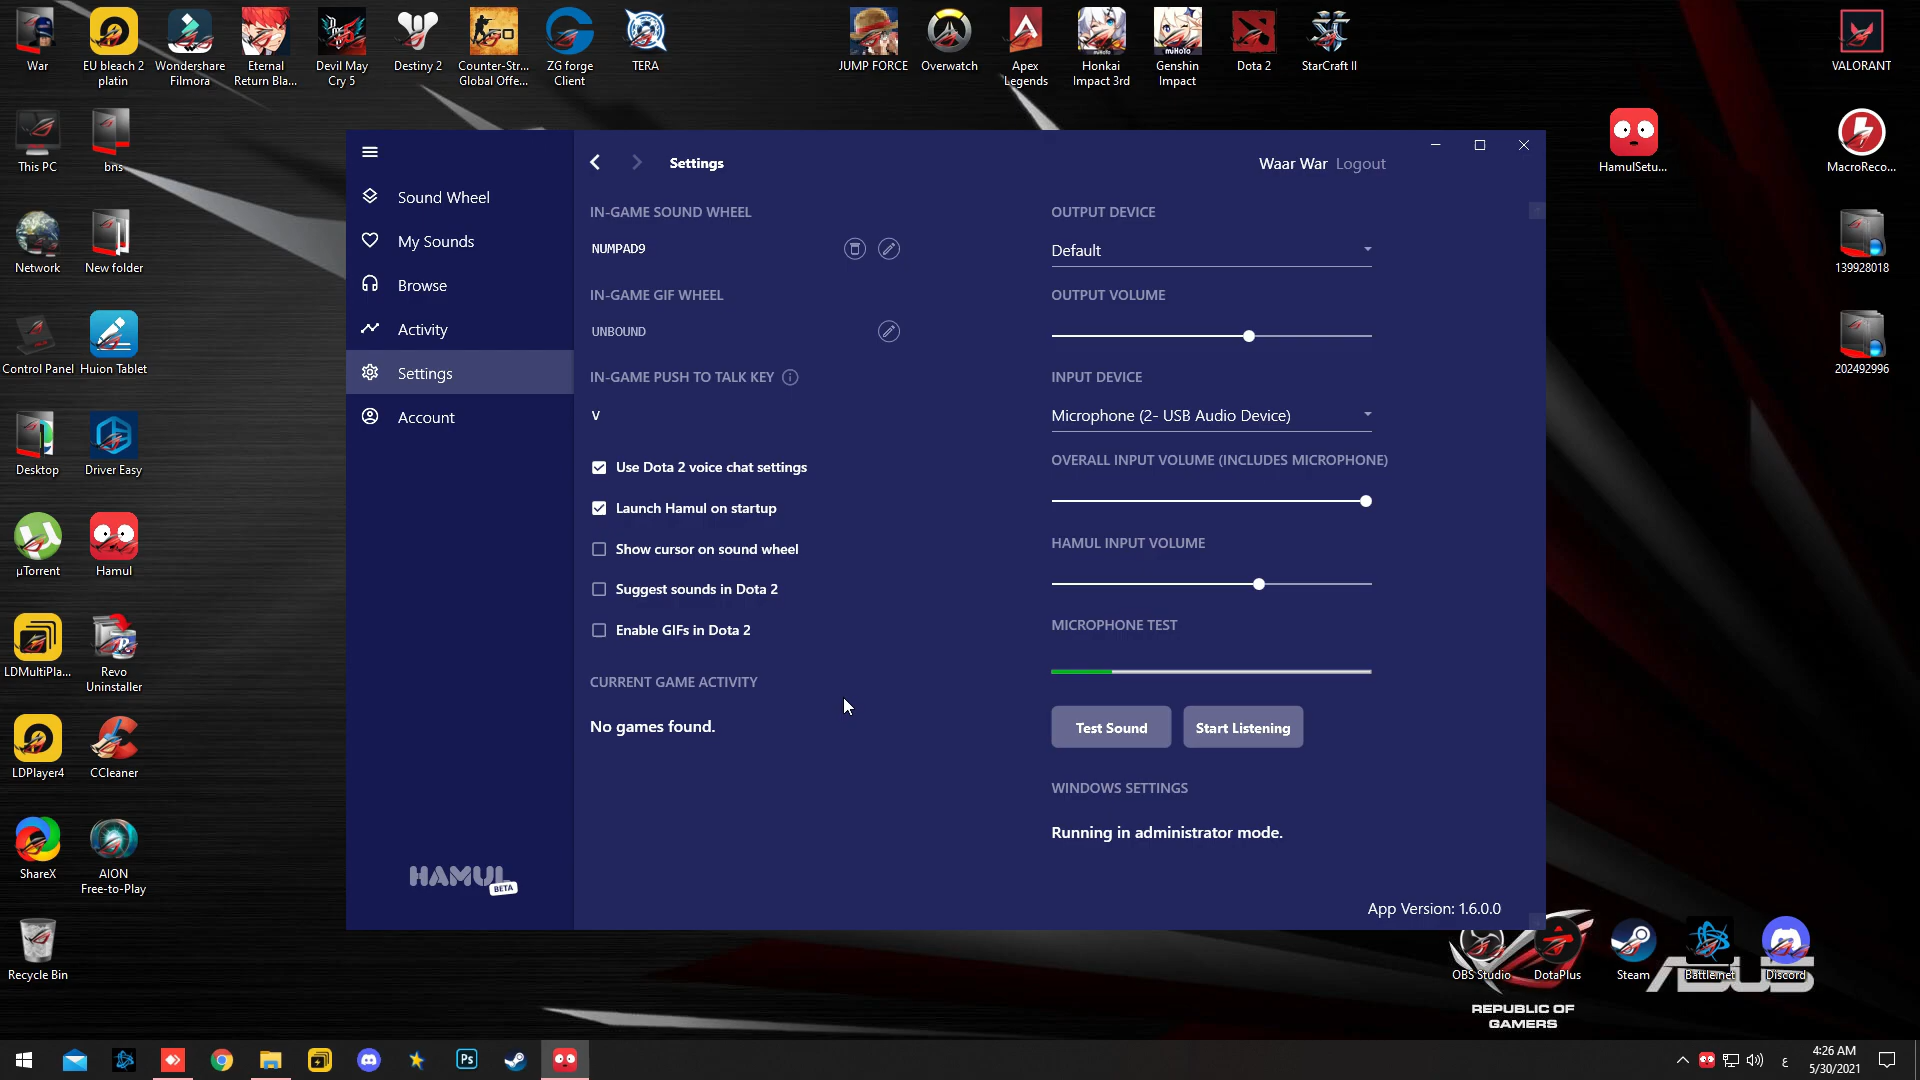 War
EU bleach 2
platin
Wondershare
Filmora
Eternal
Return Bla...
Devil May
Cry 5
Destiny 2
Counter-Str...
Global Offe...
ZG forge
Client
TERA
JUMP FORCE
Overwatch
Apex
Legends
Honkai
Impact 3rd
Genshin
Impact
Dota 2
StarCraft II
VALORANT
This PC
bns
HamulSetu...
MacroReco...
Network
New folder
139928018
Control Panel
Huion Tablet
202492996
Desktop
Driver Easy
µTorrent
Hamul
LDMultiPla...
Revo
Uninstaller
LDPlayer4
CCleaner
ShareX
AION
Free-to-Play
Recycle Bin
Settings
Waar War Logout
Sound Wheel
My Sounds
Browse
Activity
Settings
Account
HAMUL
BETA
IN-GAME SOUND WHEEL
NUMPAD9
IN-GAME GIF WHEEL
UNBOUND
IN-GAME PUSH TO TALK KEY
V
Use Dota 2 voice chat settings
Launch Hamul on startup
Show cursor on sound wheel
Suggest sounds in Dota 2
Enable GIFs in Dota 2
CURRENT GAME ACTIVITY
No games found.
OUTPUT DEVICE
Default
OUTPUT VOLUME
INPUT DEVICE
Microphone (2- USB Audio Device)
OVERALL INPUT VOLUME (INCLUDES MICROPHONE)
HAMUL INPUT VOLUME
MICROPHONE TEST
Test Sound
Start Listening
WINDOWS SETTINGS
Running in administrator mode.
App Version: 1.6.0.0
OBS Studio
DotaPlus
Steam
Battle.net
Discord
ASUS
REPUBLIC OF
GAMERS
Ps
ع
4:26 AM
5/30/2021